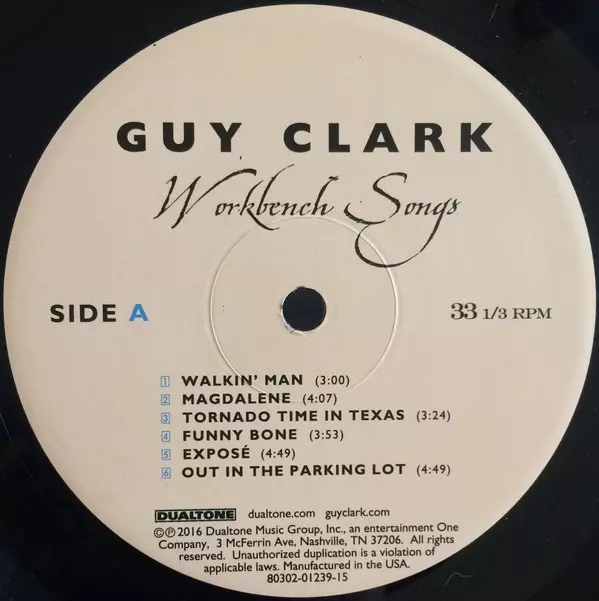 GUY CLARK
Workbench Songs
SIDE A
33 1/3 RPM
1 WALKIN' MAN (3:00)
2 MAGDALENE (4:07)
3 TORNADO TIME IN TEXAS (3:24)
4 FUNNY BONE (3:53)
5 EXPOSÉ (4:49)
6 OUT IN THE PARKING LOT (4:49)
DUALTONE dualtone.com guyclark.com
©℗2016 Dualtone Music Group, Inc., an entertainment One
Company, 3 McFerrin Ave, Nashville, TN 37206. All rights
reserved. Unauthorized duplication is a violation of
applicable laws. Manufactured in the USA.
80302-01239-15